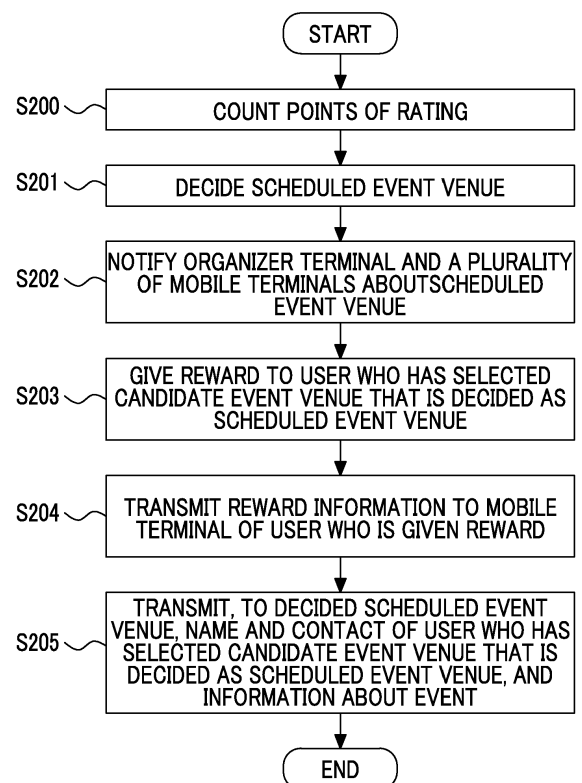 START
S200
COUNT POINTS OF RATING
S201
DECIDE SCHEDULED EVENT VENUE
S202
NOTIFY ORGANIZER TERMINAL AND A PLURALITY
OF MOBILE TERMINALS ABOUTSCHEDULED
EVENT VENUE
S203
GIVE REWARD TO USER WHO HAS SELECTED
CANDIDATE EVENT VENUE THAT IS DECIDED AS
SCHEDULED EVENT VENUE
S204
TRANSMIT REWARD INFORMATION TO MOBILE
TERMINAL OF USER WHO IS GIVEN REWARD
S205
TRANSMIT, TO DECIDED SCHEDULED EVENT
VENUE, NAME AND CONTACT OF USER WHO HAS
SELECTED CANDIDATE EVENT VENUE THAT IS
DECIDED AS SCHEDULED EVENT VENUE, AND
INFORMATION ABOUT EVENT
END